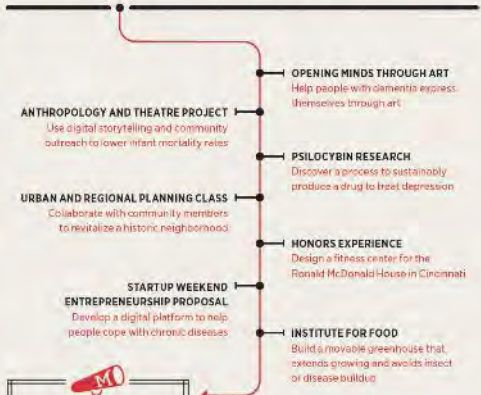 OPENING MINDS THROUGH ART
Help people with dementia express
themselves through art
ANTHROPOLOGY AND THEATRE PROJECT
Use digital storytelling and community
outreach to lower infant mortality rates
PSILOCYBIN RESEARCH
Discover a process to sustainably
produce a drug to treat depression
URBAN AND REGIONAL PLANNING CLASS
Collaborate with community members
to revitalize a historic neighborhood
HONORS EXPERIENCE
Design a fitness center for the
Ronald McDonald House in Cincinnati
STARTUP WEEKEND
ENTREPRENEURSHIP PROPOSAL
Develop a digital platform to help
people cope with chronic diseases
INSTITUTE FOR FOOD
Build a movable greenhouse that
extends growing and avoids insect
or disease buildup
M